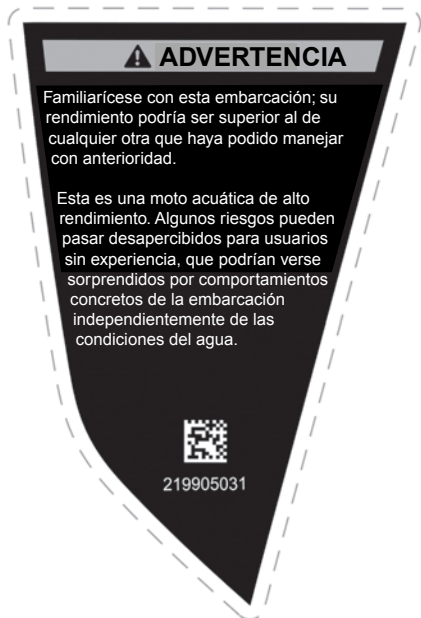 ADVERTENCIA
Familiarícese con esta embarcación; su
rendimiento podría ser superior al de
cualquier otra que haya podido manejar
con anterioridad.
Esta es una moto acuática de alto
rendimiento. Algunos riesgos pueden
pasar desapercibidos para usuarios
sin experiencia, que podrían verse
sorprendidos por comportamientos
concretos de la embarcación
independientemente de las
condiciones del agua.
219905031